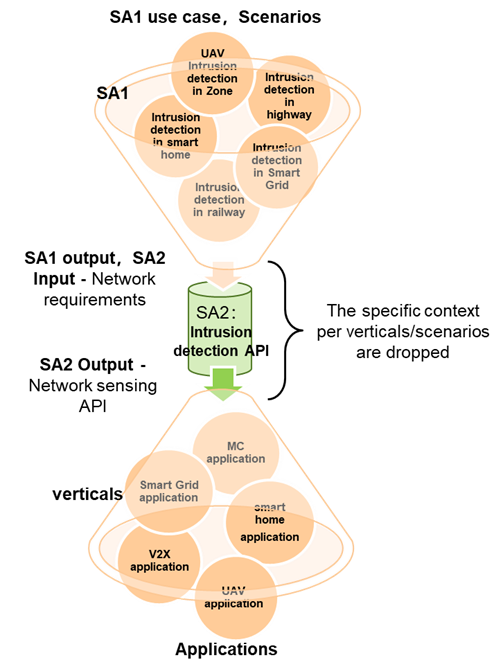 SA1 use case，Scenarios
SA1
UAV
Intrusion
detection
in Zone
Intrusion
detection
in
highway
Intrusion
detection
in smart
home
Intrusion
detection
in Smart
Grid
Intrusion
detection
in railway
SA1 output，SA2
Input - Network
requirements
SA2：
Intrusion
detection API
The specific context
per verticals/scenarios
are dropped
SA2 Output -
Network sensing
API
MC
application
verticals
Smart Grid
application
smart
home
application
V2X
application
UAV
application
Applications